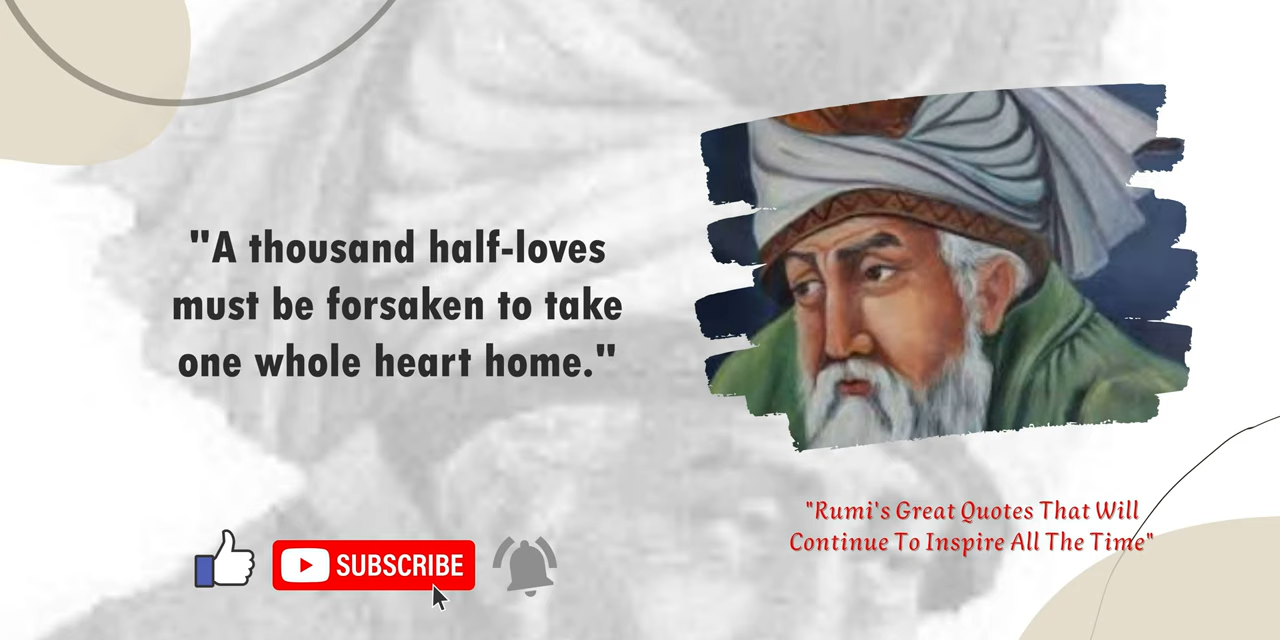 "A thousand half-loves
must be forsaken to take
one whole heart home."
SUBSCRIBE
"Rumi's Great Quotes That Will
Continue To Inspire All The Time"